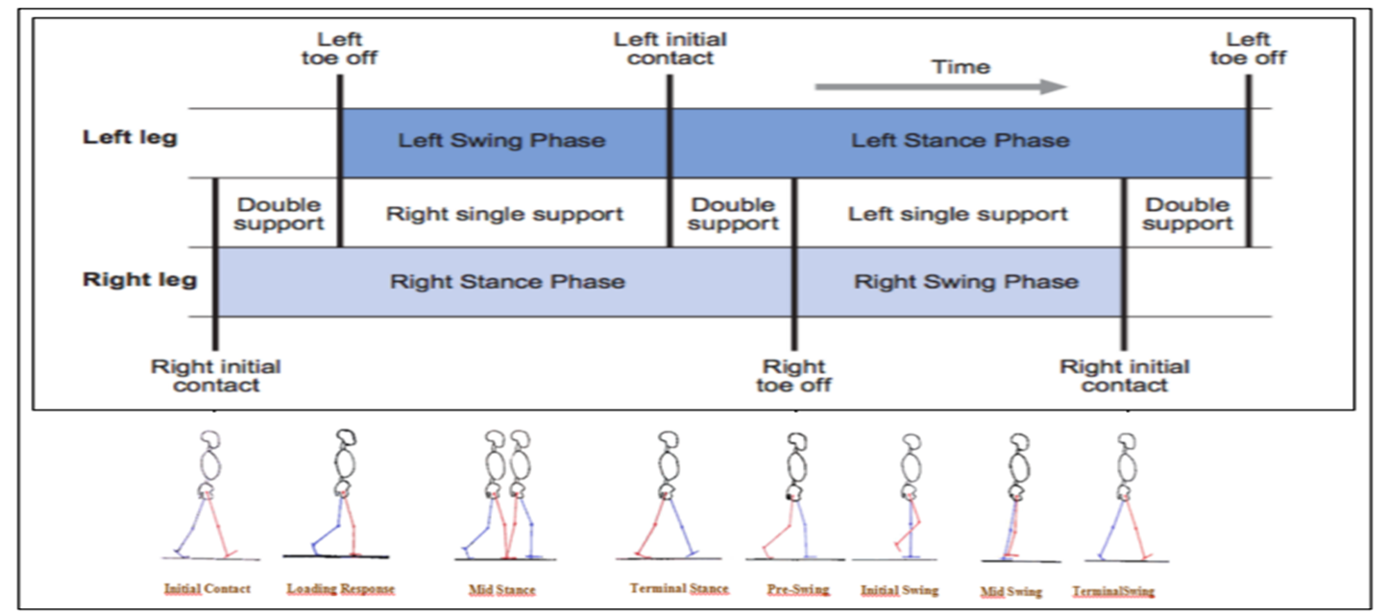 Left
toe off
Left initial
contact
Left
toe off
Time
Left leg
Left Swing Phase
Left Stance Phase
Double
support
Right single support
Double
support
Left single support
Double
support
Right leg
Right Stance Phase
Right Swing Phase
Right initial
contact
Right
toe off
Right initial
contact
Initial Contact
Loading Response
Mid Stance
Terminal Stance
Pre-Swing
Initial Swing
Mid Swing
TerminalSwing